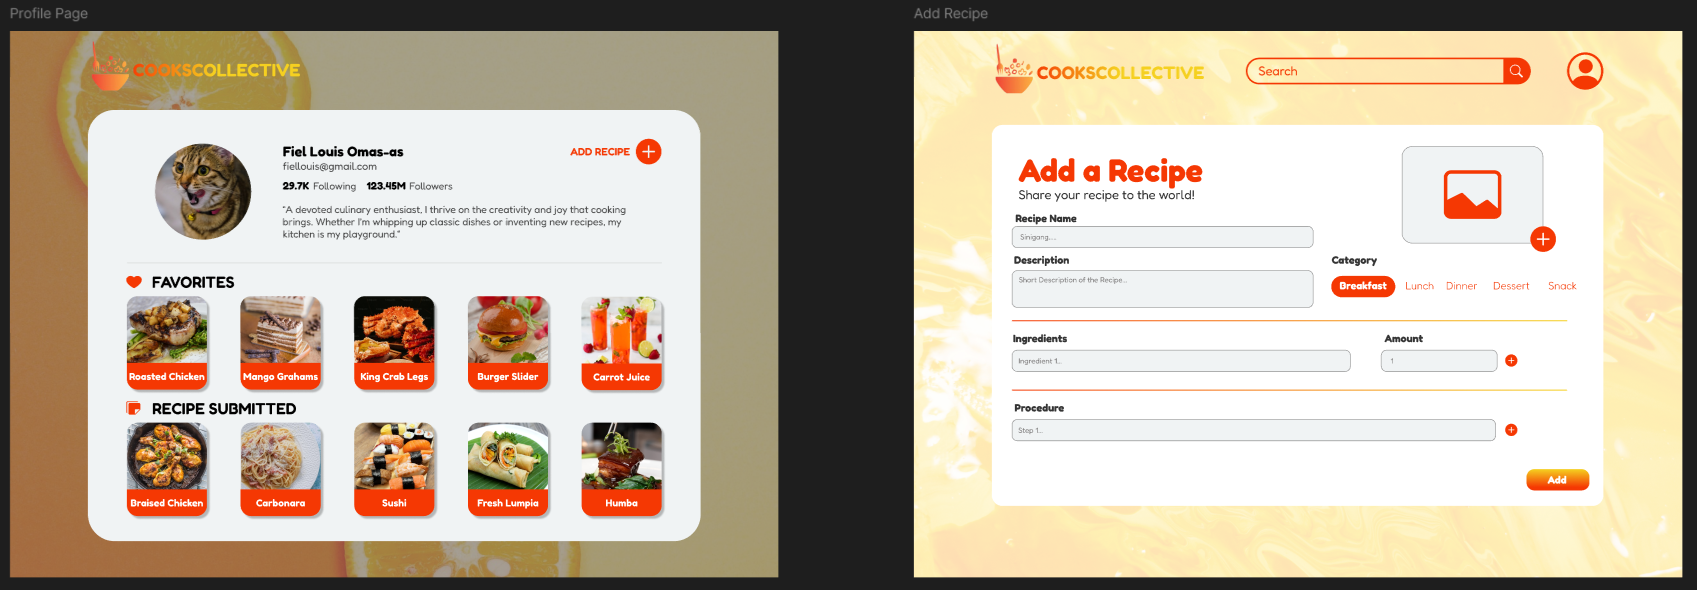 Profile Page
COOKSCOLLECTIVE
Fiel Louis Omas-as
fiellouis@gmail.com
ADD RECIPE
29.7K Following 123.45M Followers
"A devoted culinary enthusiast, I thrive on the creativity and joy that cooking
brings. Whether I'm whipping up classic dishes or inventing new recipes, my
kitchen is my playground."
FAVORITES
Roasted Chicken
Mango Grahams
King Crab Legs
Burger Slider
Carrot Juice
RECIPE SUBMITTED
Braised Chicken
Carbonara
Sushi
Fresh Lumpia
Humba
Add Recipe
COOKSCOLLECTIVE
Search
Add a Recipe
Share your recipe to the world!
Recipe Name
Sinigang...
Description
Short Description of the Recipe...
Category
Breakfast Lunch Dinner Dessert Snack
Ingredients
Amount
Ingredient 1...
1
Procedure
Step 1...
Add